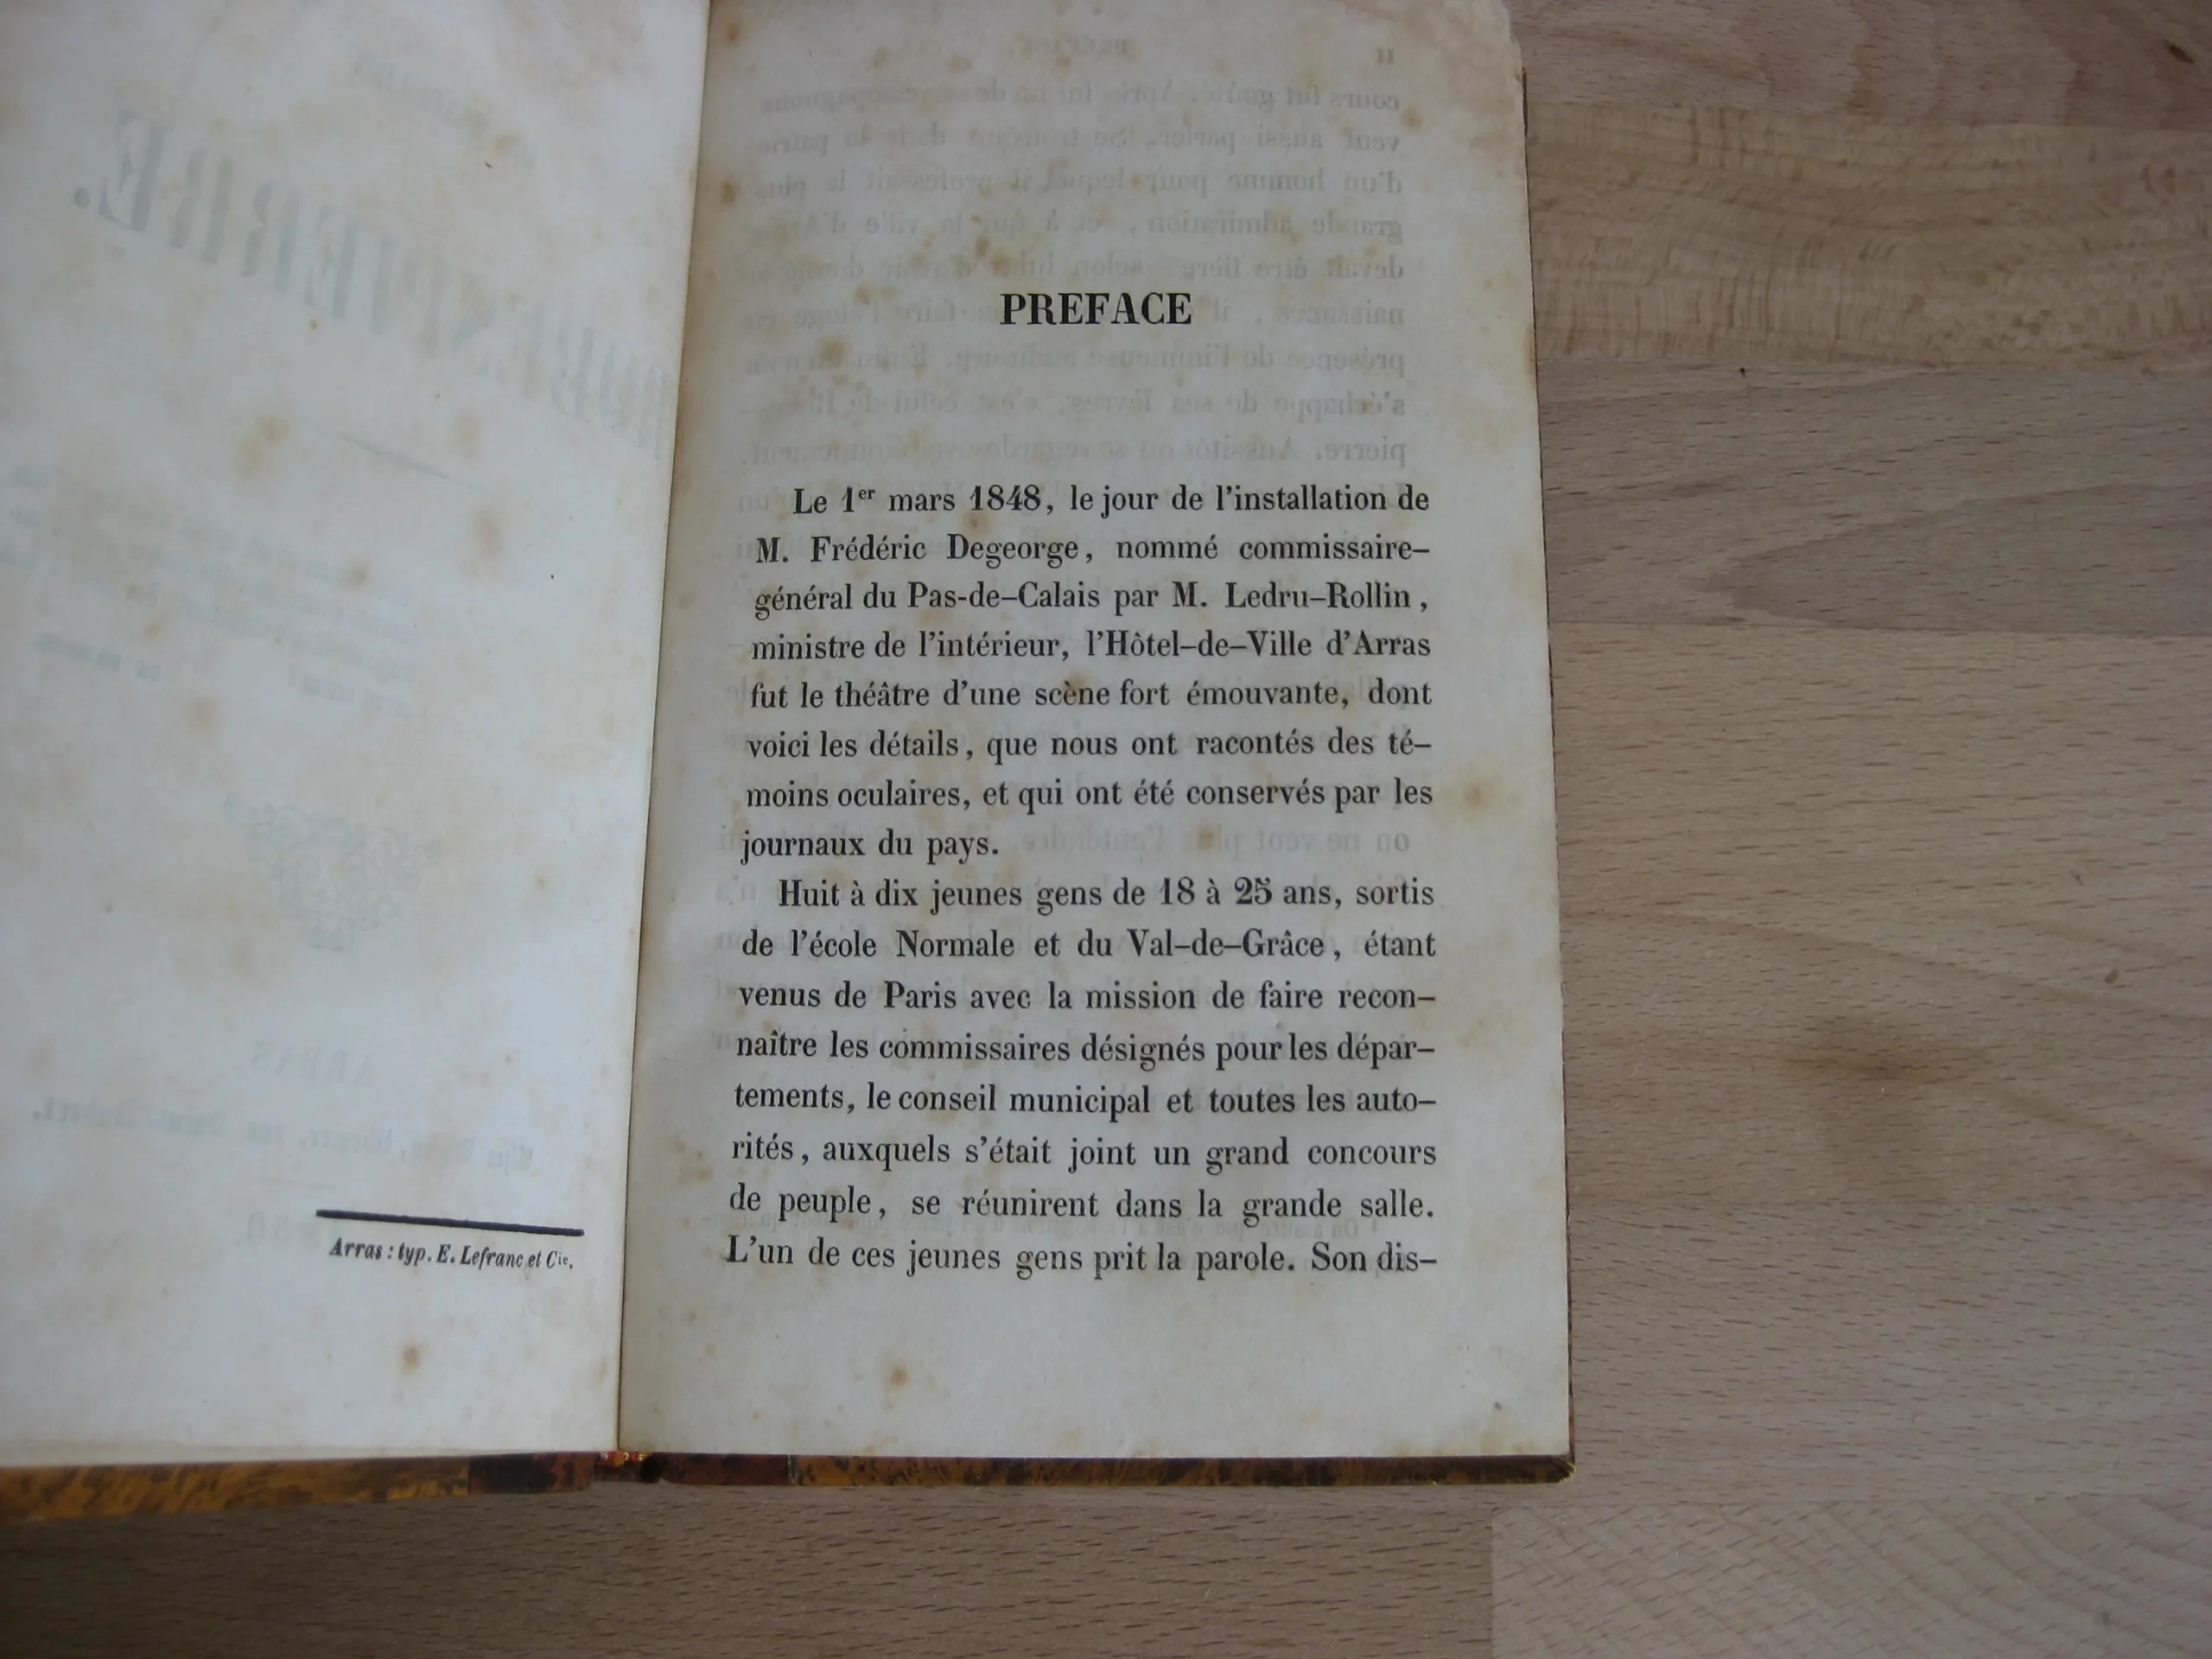 Arras : typ. E. Lefranc et Cie.
PREFACE
Le 1er mars 1848, le jour de l'installation de
M. Frédéric Degeorge, nommé commissaire-
général du Pas-de-Calais par M. Ledru-Rollin,
ministre de l'intérieur, l'Hôtel-de-Ville d'Arras
fut le théâtre d'une scène fort émouvante, dont
voici les détails, que nous ont racontés des té-
moins oculaires, et qui ont été conservés par les
journaux du pays.
Huit à dix jeunes gens de 18 à 25 ans, sortis
de l'école Normale et du Val-de-Grâce, étant
venus de Paris avec la mission de faire recon-
naître les commissaires désignés pour les dépar-
tements, le conseil municipal et toutes les auto-
rités, auxquels s'était joint un grand concours
de peuple, se réunirent dans la grande salle.
L'un de ces jeunes gens prit la parole. Son dis-